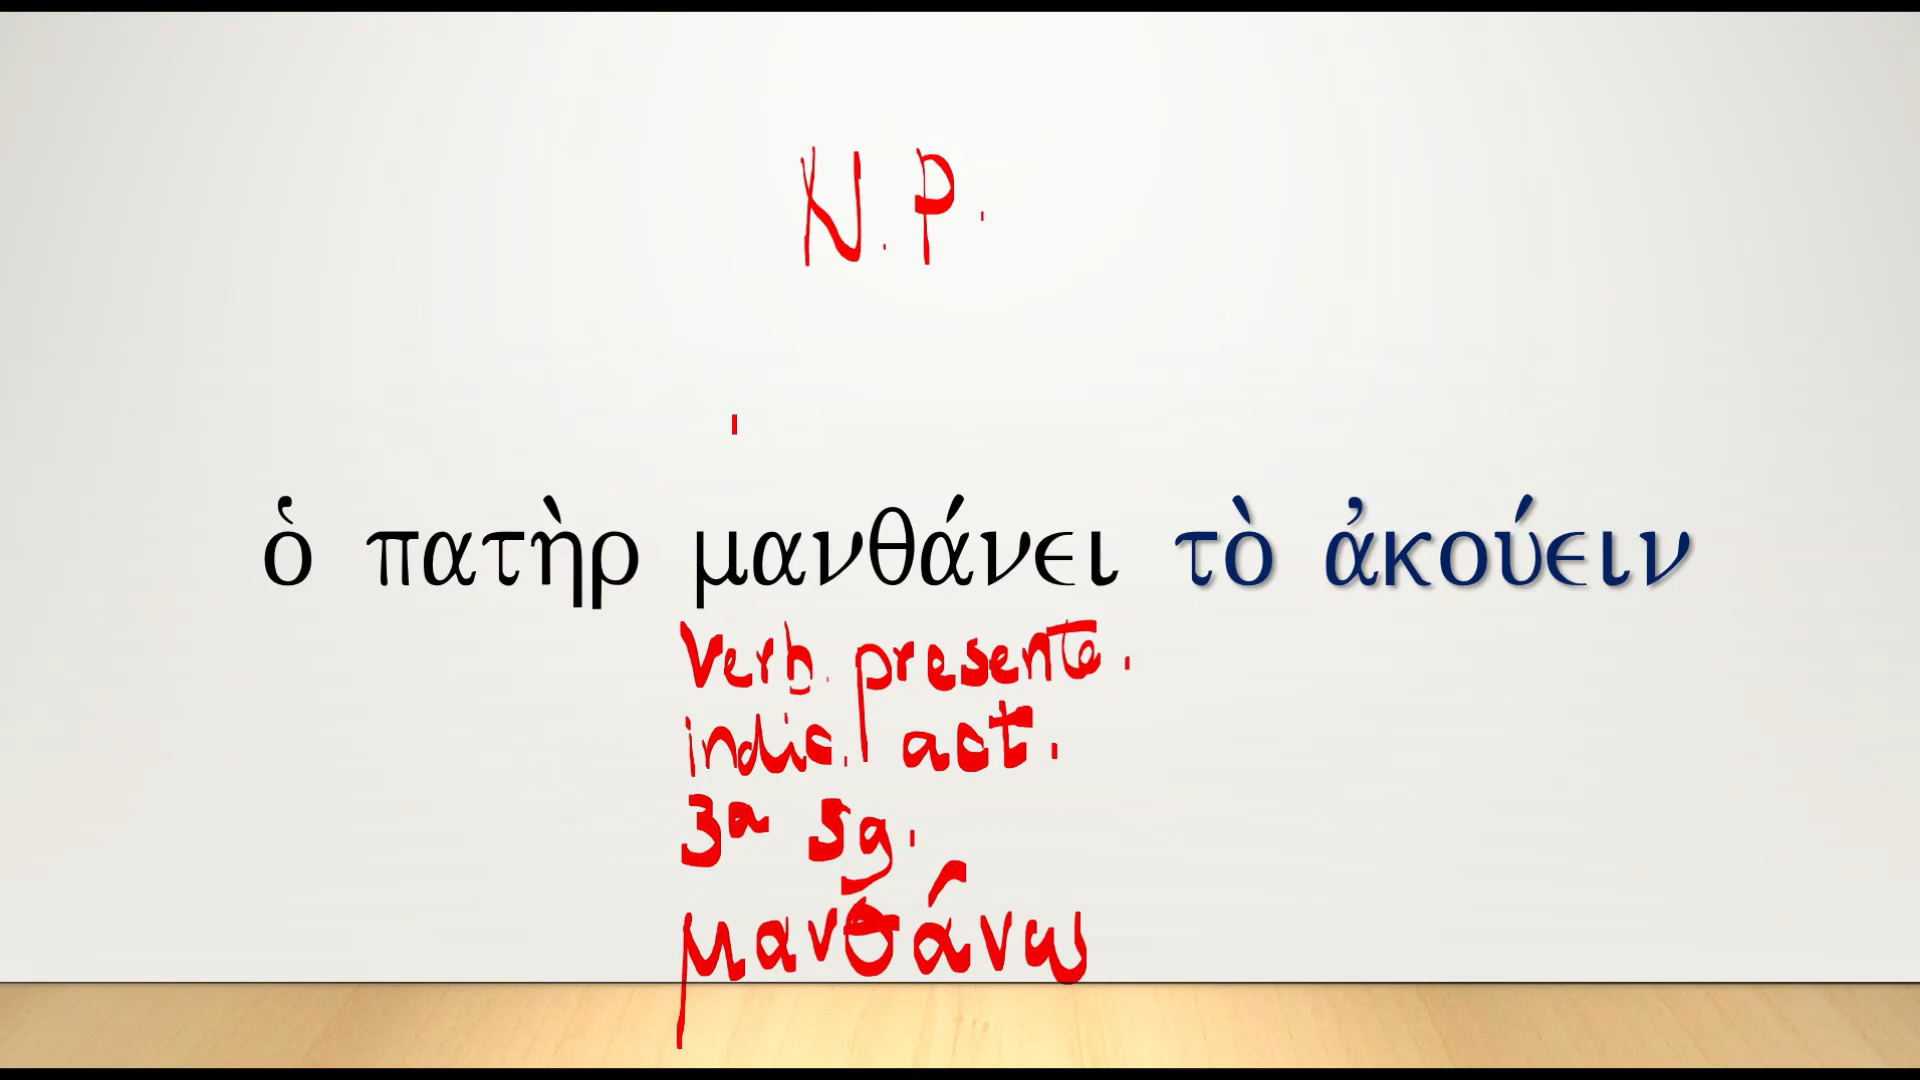 N.P.
ὁ πατὴρ μανθάνει τὸ ἀκούειν
Verb. presente.
indic. act.
3a sg.
μανθάνω